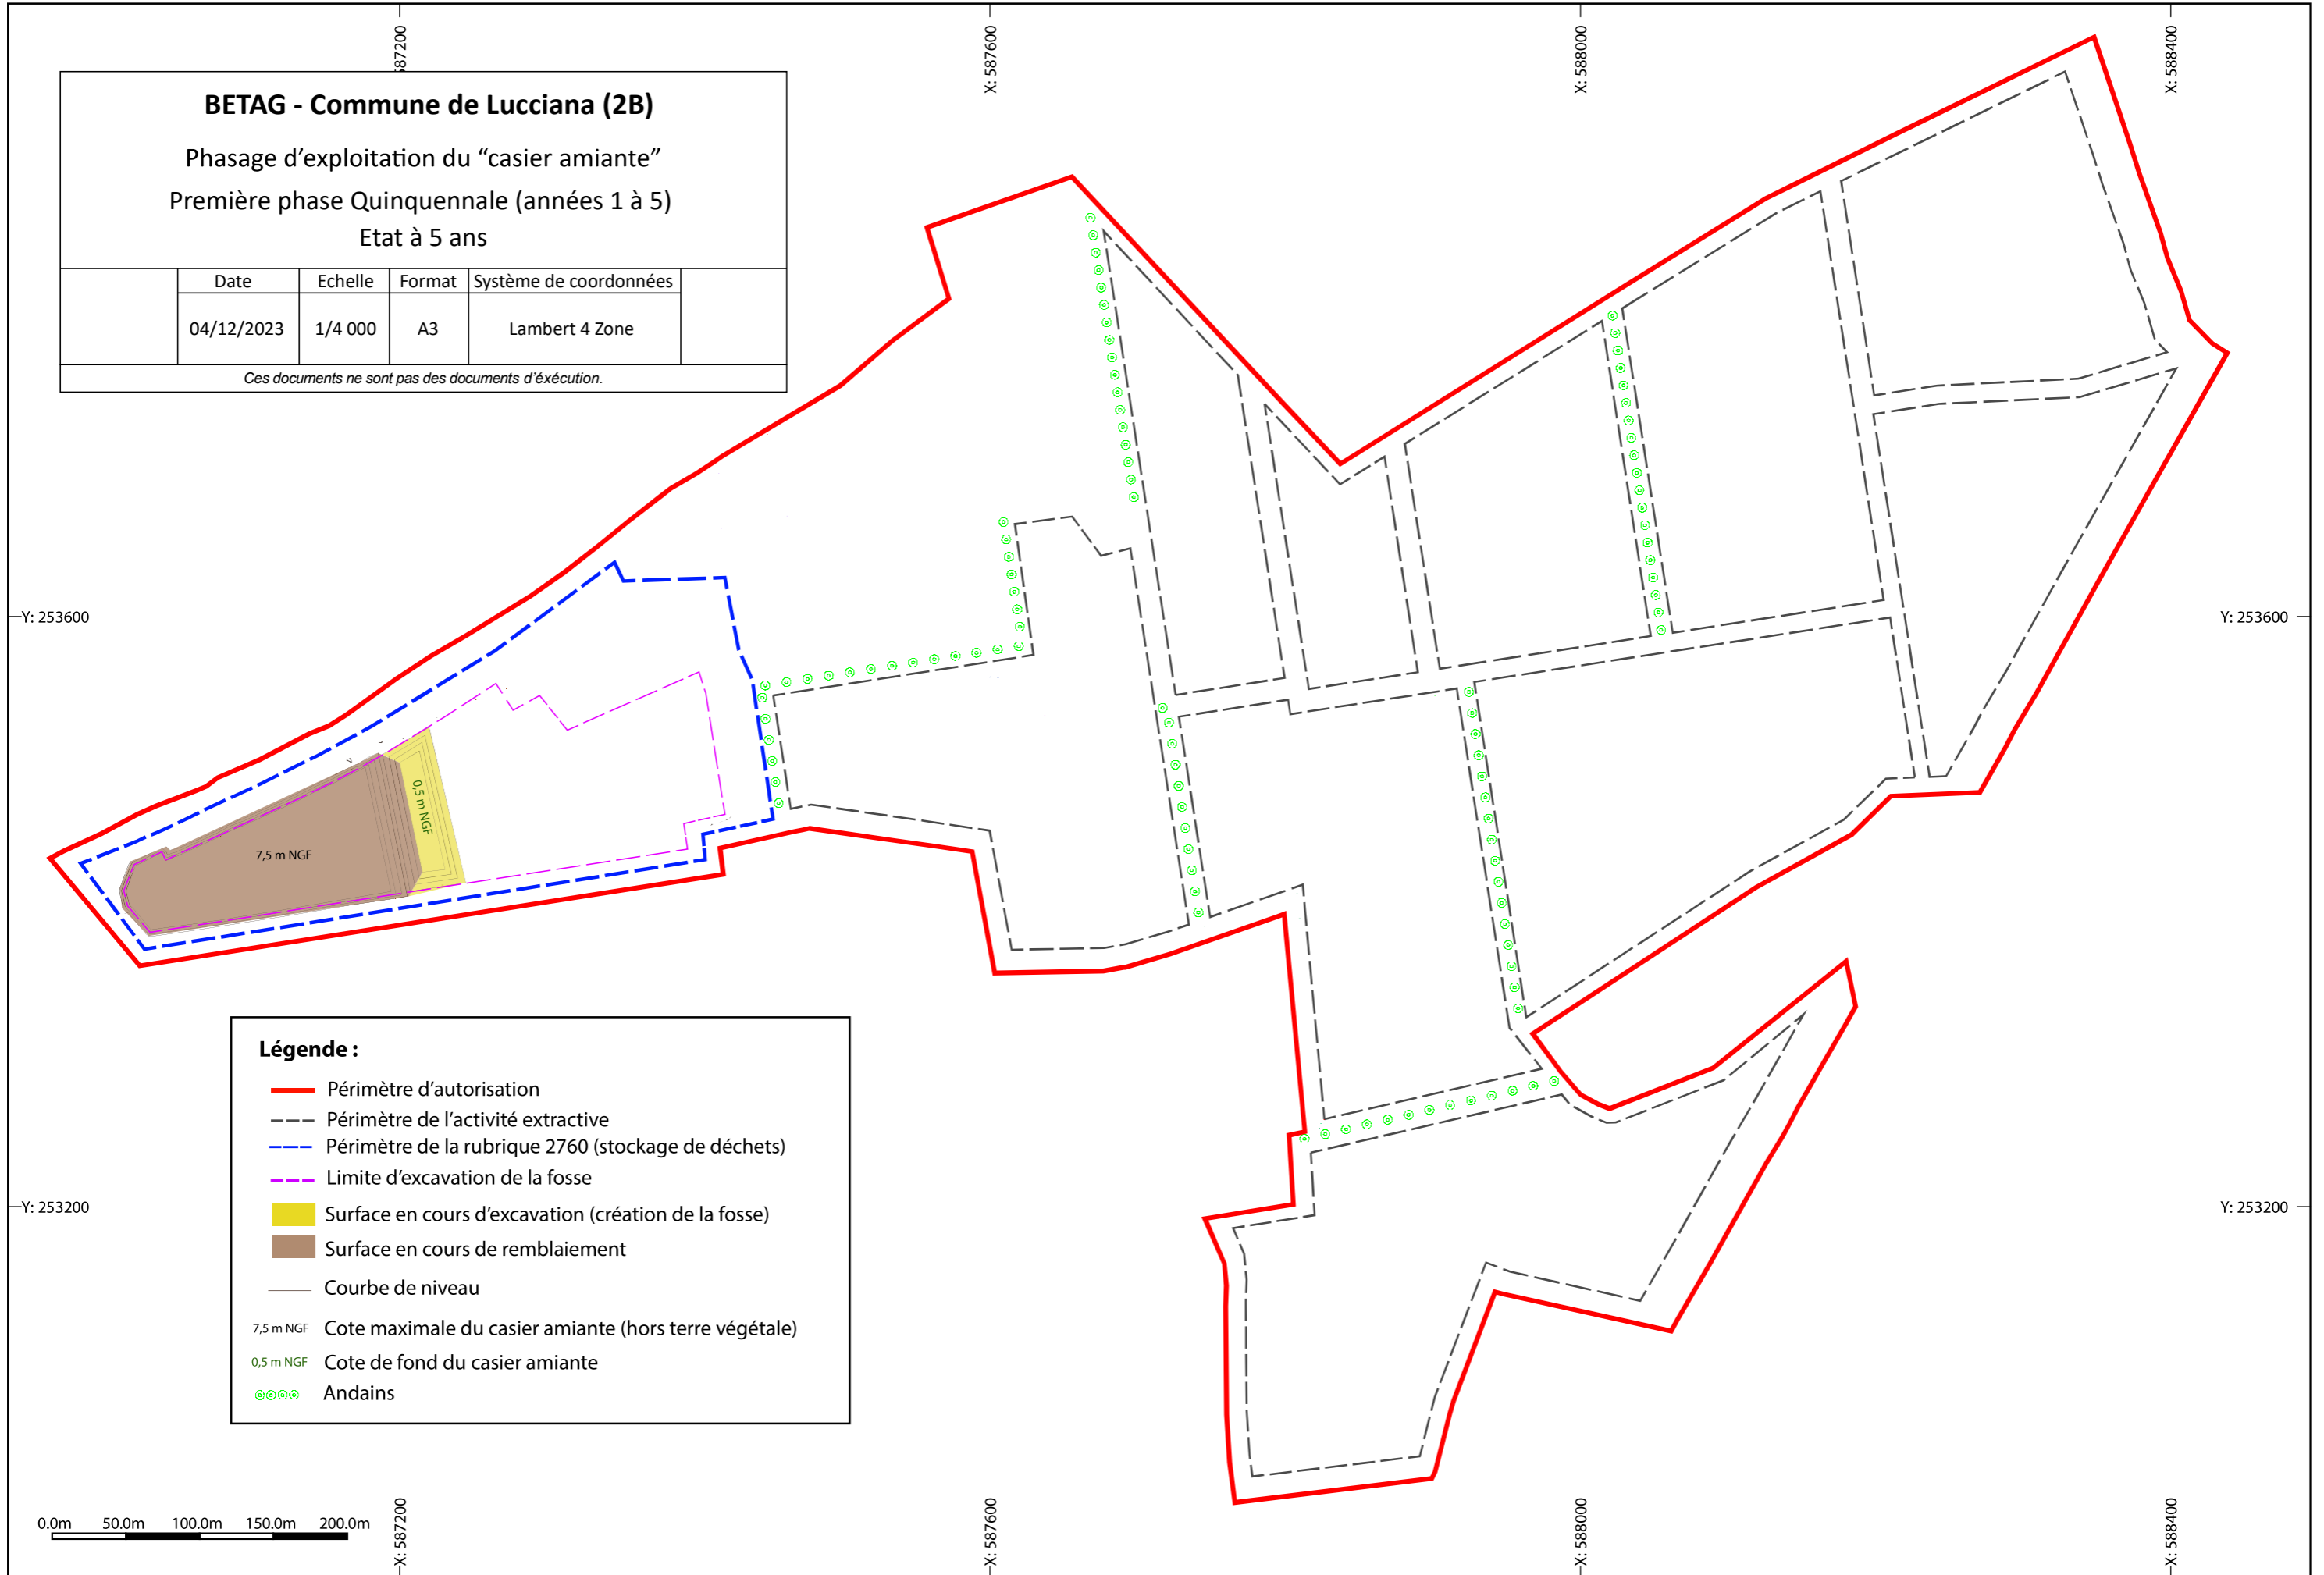 X: 587200
X: 587600
X: 588000
X: 588400
BETAG - Commune de Lucciana (2B)
Phasage d’exploitation du “casier amiante”
Première phase Quinquennale (années 1 à 5)
Etat à 5 ans
Date Echelle Format Système de coordonnées
04/12/2023 1/4 000 A3 Lambert 4 Zone
Ces documents ne sont pas des documents d’éxécution.
Y: 253600
Y: 253600
0,5 m NGF
7,5 m NGF
Légende :
Périmètre d’autorisation
Périmètre de l’activité extractive
Périmètre de la rubrique 2760 (stockage de déchets)
Limite d’excavation de la fosse
Surface en cours d’excavation (création de la fosse)
Surface en cours de remblaiement
Courbe de niveau
7,5 m NGF Cote maximale du casier amiante (hors terre végétale)
0,5 m NGF Cote de fond du casier amiante
Andains
Y: 253200
Y: 253200
0.0m 50.0m 100.0m 150.0m 200.0m
X: 587200
X: 587600
X: 588000
X: 588400